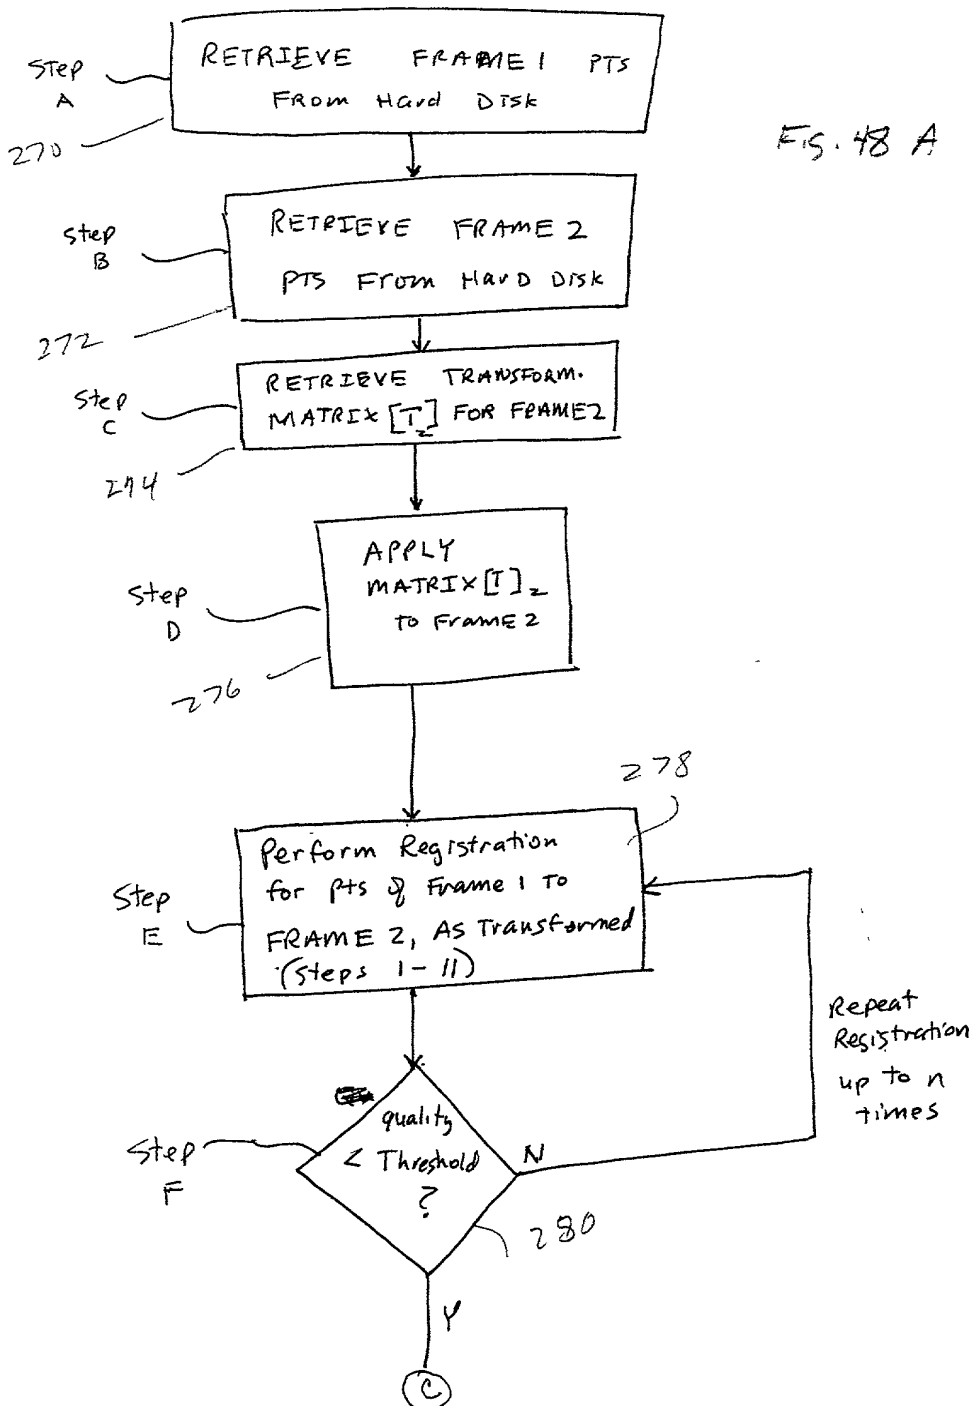 Fig. 48 A
Step
A
RETRIEVE FRAME 1 PTS
From Hard Disk
270
Step
B
RETRIEVE FRAME 2
PTS From HarD Disk
272
Step
C
RETRIEVE TRANSFORM.
MATRIX [T2] FOR FRAME2
274
Step
D
APPLY
MATRIX [T]2
to Frame 2
276
278
Step
E
Perform Registration
for pts of Frame 1 To
FRAME 2, As Transformed
(Steps 1 - 11)
Repeat
Registration
up to n
times
Step
F
quality
< Threshold
?
N
280
Y
C